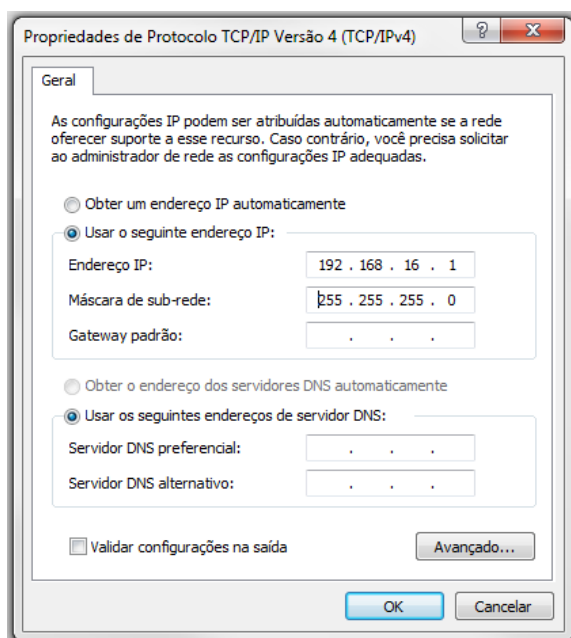 Propriedades de Protocolo TCP/IP Versão 4 (TCP/IPv4)
Geral
As configurações IP podem ser atribuídas automaticamente se a rede
oferecer suporte a esse recurso. Caso contrário, você precisa solicitar
ao administrador de rede as configurações IP adequadas.
Obter um endereço IP automaticamente
Usar o seguinte endereço IP:
Endereço IP: 192 . 168 . 16 . 1
Máscara de sub-rede: 255 . 255 . 255 . 0
Gateway padrão: . . .
Obter o endereço dos servidores DNS automaticamente
Usar os seguintes endereços de servidor DNS:
Servidor DNS preferencial: . . .
Servidor DNS alternativo: . . .
Validar configurações na saída
Avançado...
OK Cancelar